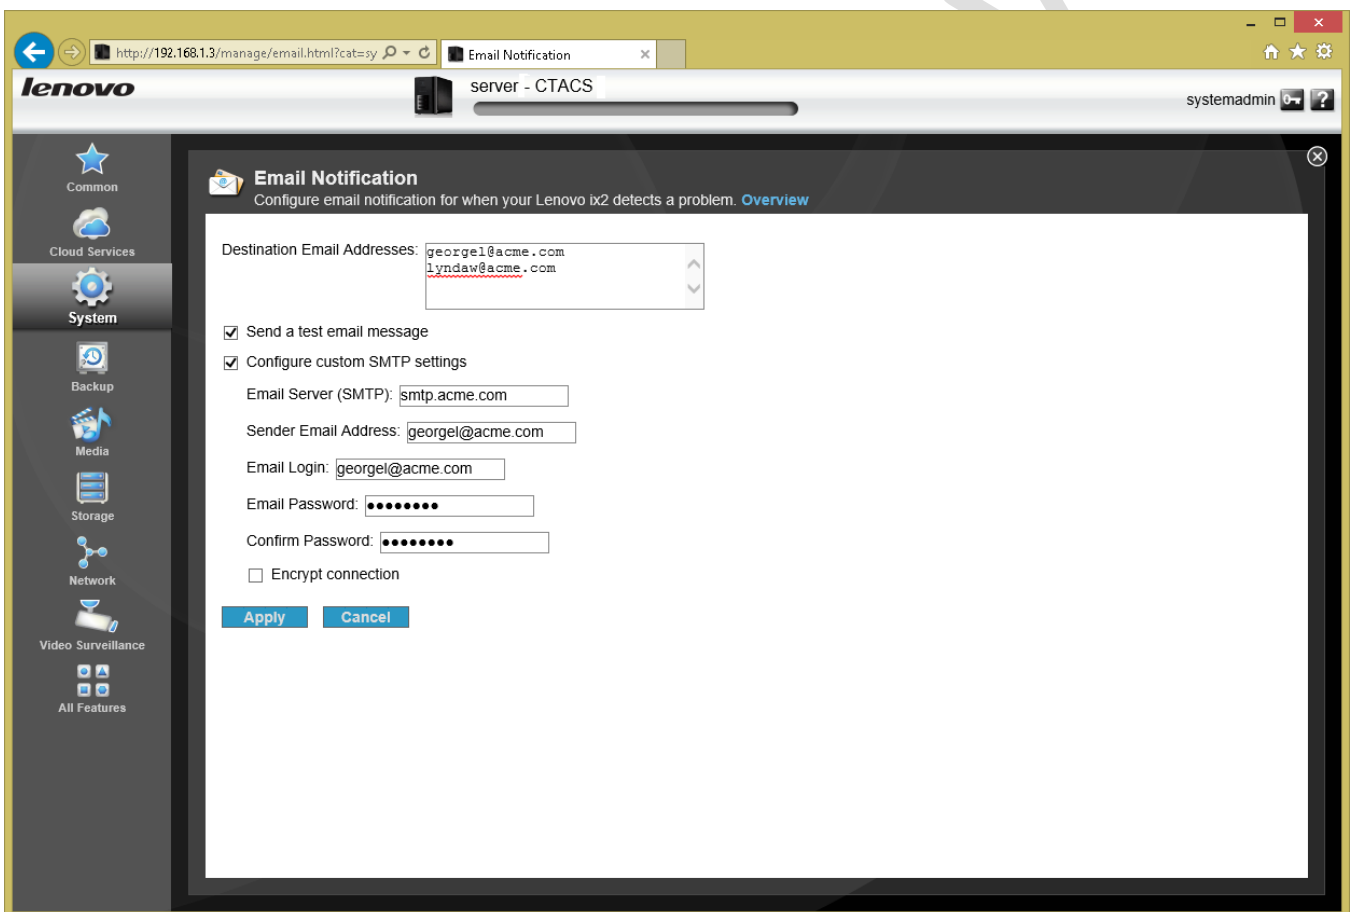 http://192.168.1.3/manage/email.html?cat=sy
Email Notification
lenovo
server - CTACS
systemadmin
?
Common
Cloud Services
System
Backup
Media
Storage
Network
Video Surveillance
All Features
Email Notification
Configure email notification for when your Lenovo ix2 detects a problem. Overview
Destination Email Addresses: georgel@acme.com
lyndaw@acme.com
Send a test email message
Configure custom SMTP settings
Email Server (SMTP): smtp.acme.com
Sender Email Address: georgel@acme.com
Email Login: georgel@acme.com
Email Password: ●●●●●●●●
Confirm Password: ●●●●●●●●
Encrypt connection
Apply Cancel